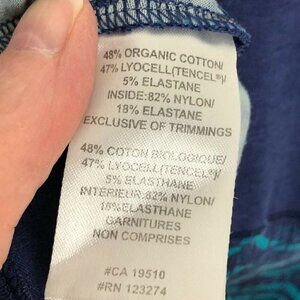 48% ORGANIC COTTON/
47% LYOCELL(TENCEL®)/
5% ELASTANE
INSIDE:82% NYLON/
18% ELASTANE
EXCLUSIVE OF TRIMMINGS
48% COTON BIOLOGIQUE/
47% LYOCELL(TENCEL®)/
5% ELASTHANE
INTÉRIEUR:82% NYLON/
18%ELASTHANE
GARNITURES
NON COMPRISES
#CA 19510
#RN 123274